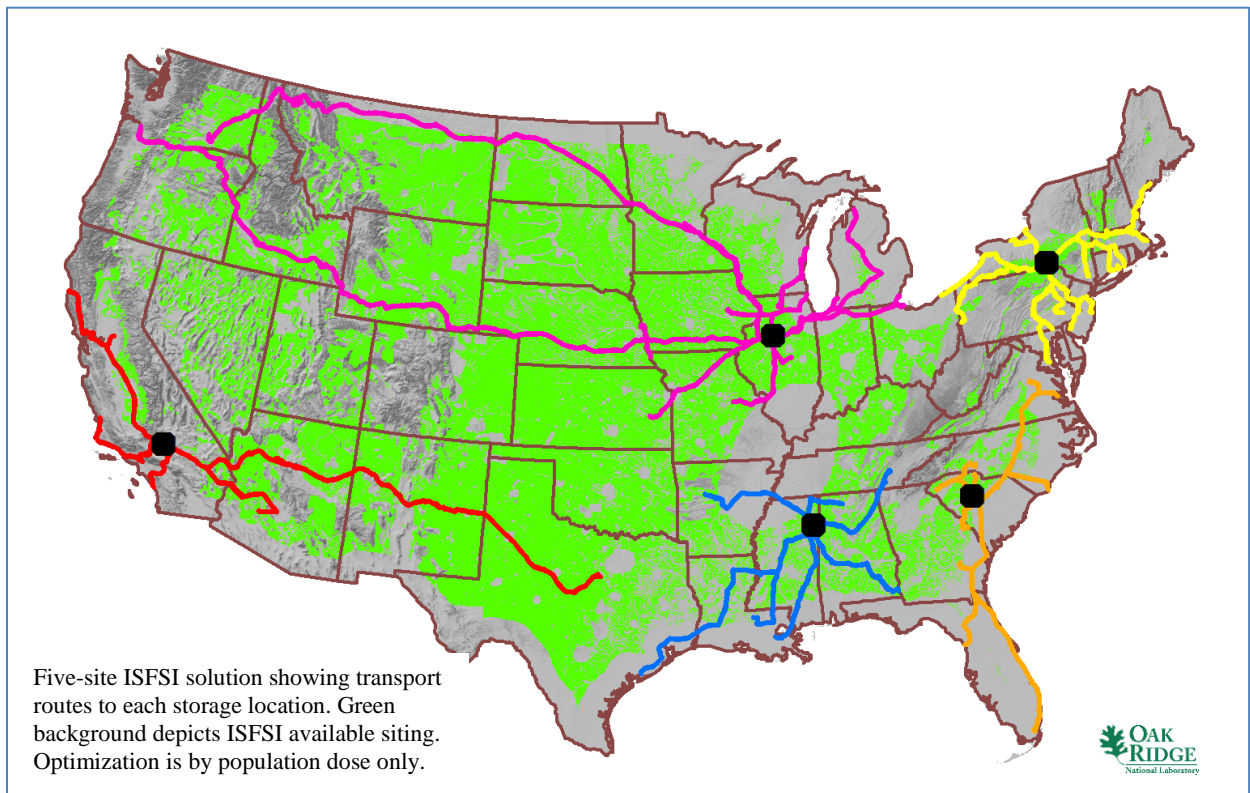 Five-site ISFSI solution showing transport
routes to each storage location. Green
background depicts ISFSI available siting.
Optimization is by population dose only.
OAK
RIDGE
National Laboratory